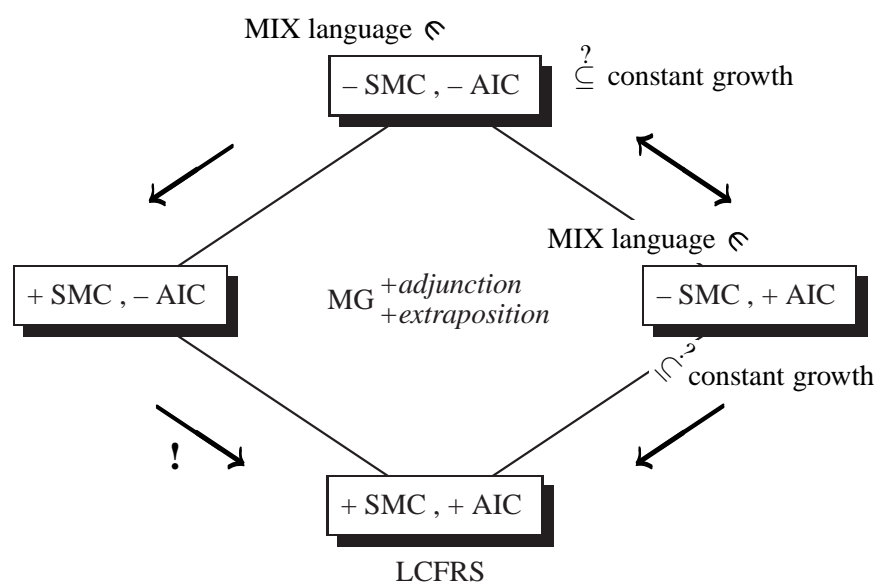 MIX language ∈
– SMC , – AIC
? ⊆ constant growth
MIX language ∈
+ SMC , – AIC
MG +adjunction
+extraposition
– SMC , + AIC
? ⊆ constant growth
!
+ SMC , + AIC
LCFRS